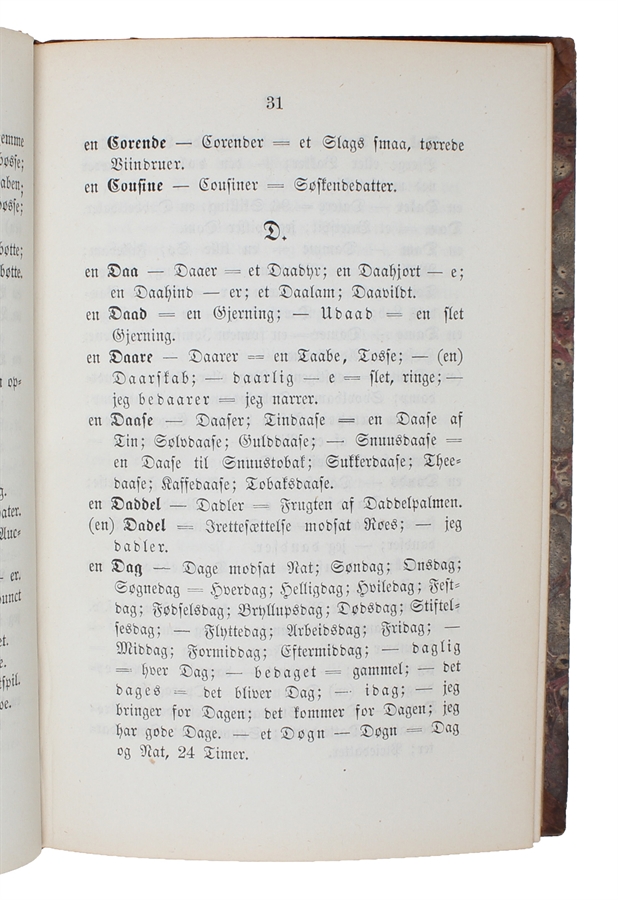 31
en Corende — Corender = et Slags smaa, tørrede
Viindruer.
en Cousine — Cousiner = Søskendedatter.
D.
en Daa — Daaer = et Daadyr; en Daahjort — e;
en Daahind — er; et Daalam; Daavildt.
en Daad = en Gjerning; — Udaad = en slet
Gjerning.
en Daare — Daarer = en Taabe, Tosse; — (en)
Daarskab; — daarlig — e = slet, ringe; —
jeg bedaarer = jeg narrer.
en Daase — Daaser; Tindaase = en Daase af
Tin; Sølvdaase; Gulddaase; — Snuusdaase =
en Daase til Snuustobak; Sukkerdaase; Thee-
daase; Kaffedaase; Tobaksdaase.
en Daddel — Dadler = Frugten af Daddelpalmen.
(en) Dadel = Irettesættelse modsat Roes; — jeg
dadler.
en Dag — Dage modsat Nat; Søndag; Onsdag;
Søgnedag = Hverdag; Helligdag; Hviledag; Fest-
dag; Fødselsdag; Bryllupsdag; Dødsdag; Stiftel-
sesdag; — Flyttedag; Arbeidsdag; Fridag; —
Middag; Formiddag; Eftermiddag; — daglig
= hver Dag; — bedaget = gammel; — det
dages = det bliver Dag; — idag; — jeg
bringer for Dagen; det kommer for Dagen; jeg
har gode Dage. — et Døgn — Døgn = Dag
og Nat, 24 Timer.